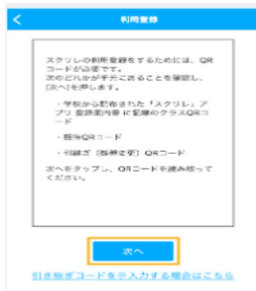 利用登録
スクリレの利用登録をするためには、QR
コードが必要です。
次のどれかが手元にあることを確認し、
[次へ]を押します。
・学校から配布された「スクリレ」ア
プリ 登録案内書 に記載のクラスQRコ
ード
・招待QRコード
・引継ぎ（機種変更）QRコード
次へをタップし、QRコードを読み取って
ください。
次へ
引き継ぎコードを手入力する場合はこちら